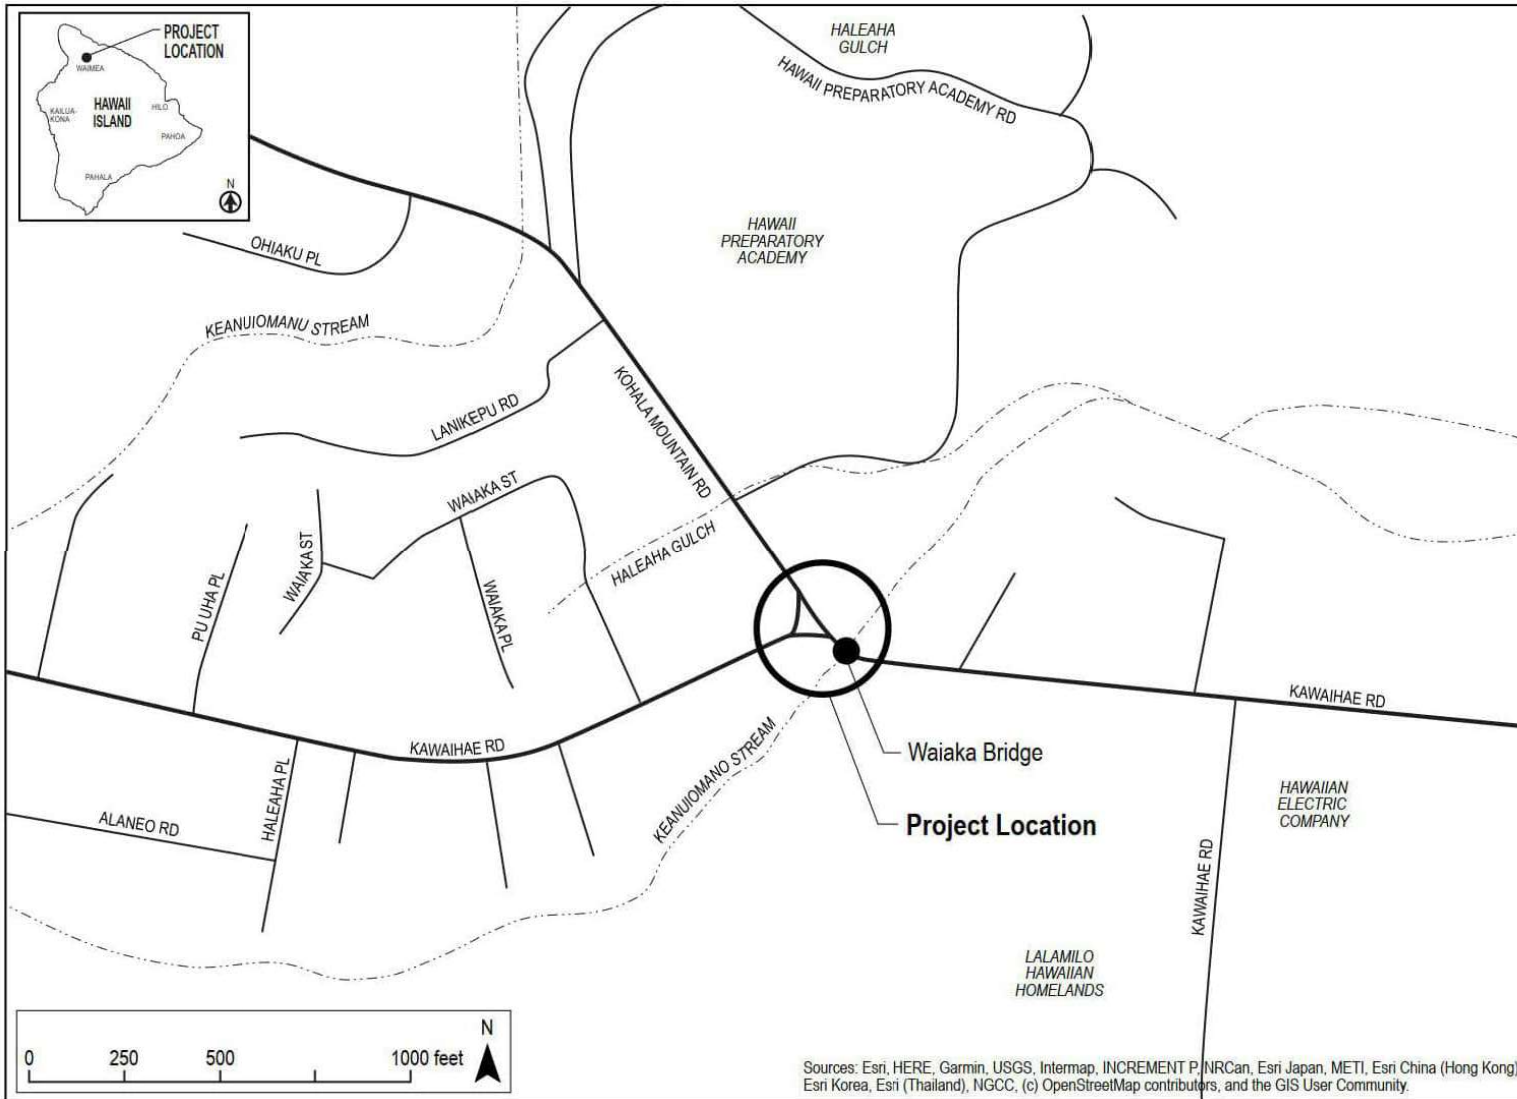 PROJECT
LOCATION
WAIMEA
HAWAII
ISLAND
KAILUA-
KONA
HILO
PAHOA
PAHALA
N
HALEAHA
GULCH
HAWAII PREPARATORY ACADEMY RD
HAWAII
PREPARATORY
ACADEMY
OHIAKU PL
KEANUIOMANU STREAM
LANIKEPU RD
KOHALA MOUNTAIN RD
WAIAKA ST
HALEAHA GULCH
WAIAKA ST
PU UHA PL
WAIAKA PL
KAWAIHAE RD
KAWAIHAE RD
KEANUIOMANO STREAM
Waiaka Bridge
Project Location
HALEAHA PL
ALANEO RD
HAWAIIAN
ELECTRIC
COMPANY
KAWAIHAE RD
LALAMILO
HAWAIIAN
HOMELANDS
N
0 250 500 1000 feet
Sources: Esri, HERE, Garmin, USGS, Intermap, INCREMENT P, NRCan, Esri Japan, METI, Esri China (Hong Kong)
Esri Korea, Esri (Thailand), NGCC, (c) OpenStreetMap contributors, and the GIS User Community.